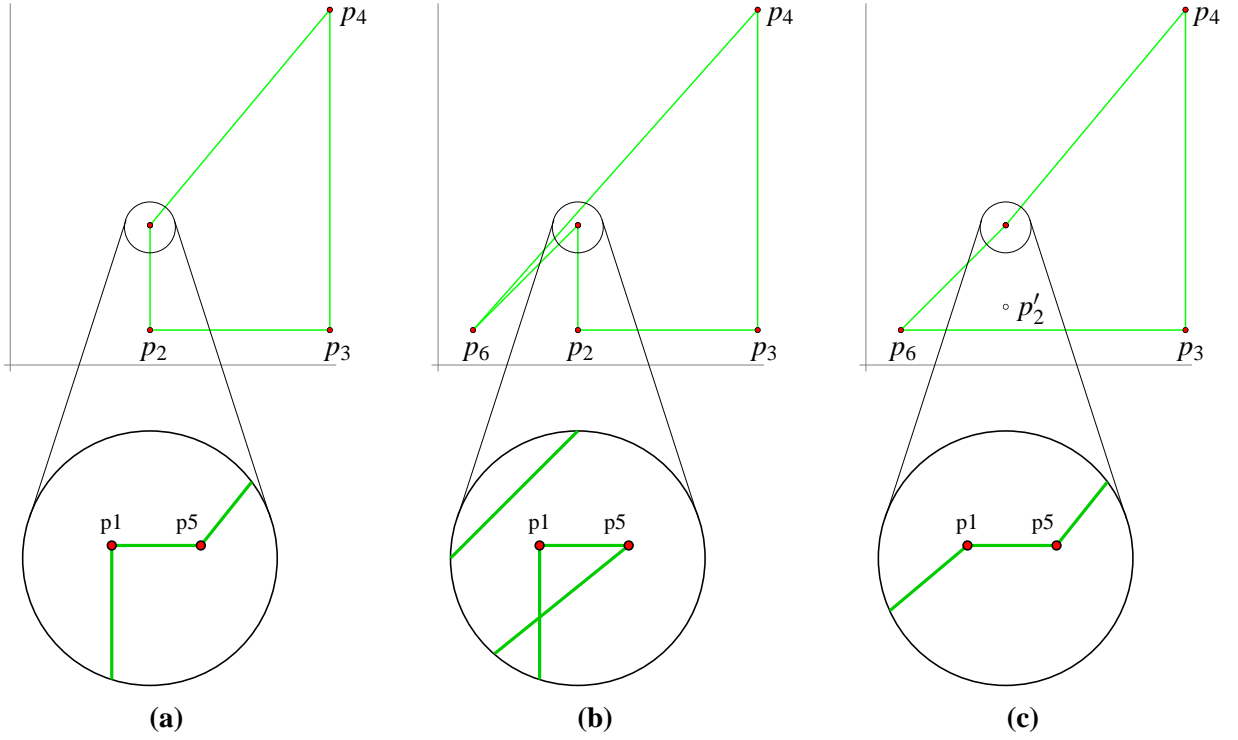 p4 p4 p4
p′2
p2 p3 p6 p2 p3 p6 p3
p1 p5 p1 p5 p1 p5
(a) (b) (c)